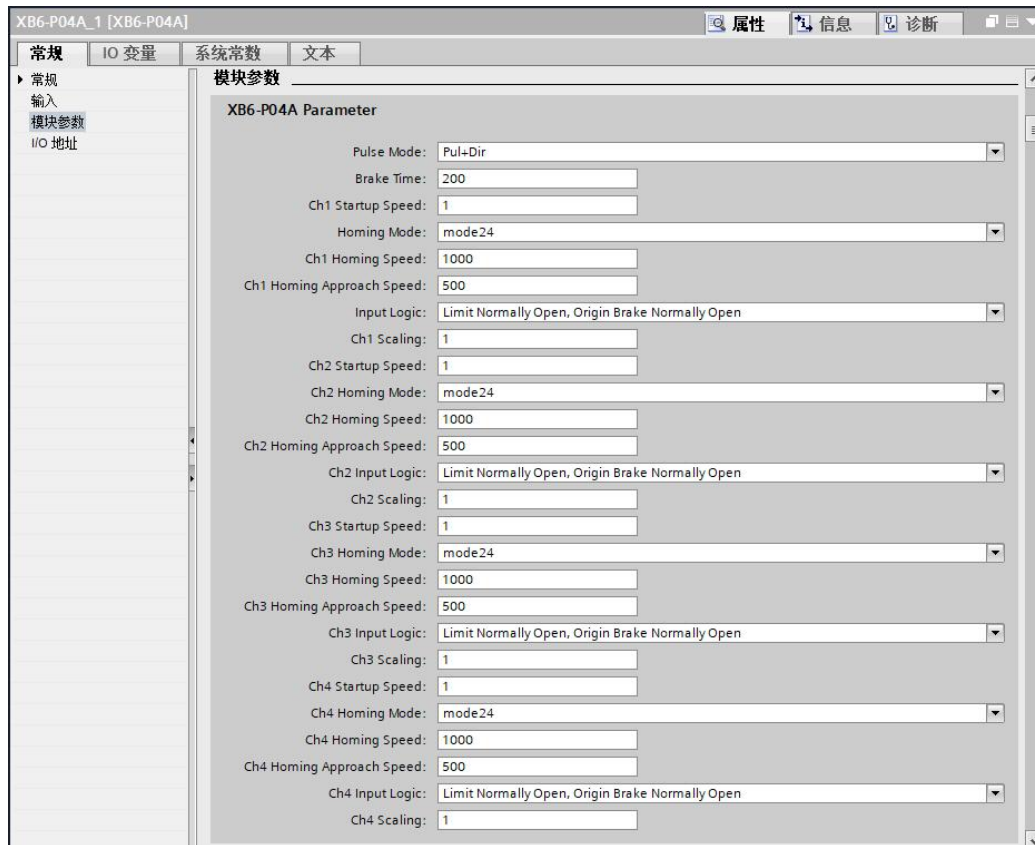 XB6-P04A_1 [XB6-P04A]
属性 信息 诊断
常规 IO 变量 系统常数 文本
常规
输入
模块参数
I/O 地址
模块参数
XB6-P04A Parameter
Pulse Mode: Pul+Dir
Brake Time: 200
Ch1 Startup Speed: 1
Homing Mode: mode24
Ch1 Homing Speed: 1000
Ch1 Homing Approach Speed: 500
Input Logic: Limit Normally Open, Origin Brake Normally Open
Ch1 Scaling: 1
Ch2 Startup Speed: 1
Ch2 Homing Mode: mode24
Ch2 Homing Speed: 1000
Ch2 Homing Approach Speed: 500
Ch2 Input Logic: Limit Normally Open, Origin Brake Normally Open
Ch2 Scaling: 1
Ch3 Startup Speed: 1
Ch3 Homing Mode: mode24
Ch3 Homing Speed: 1000
Ch3 Homing Approach Speed: 500
Ch3 Input Logic: Limit Normally Open, Origin Brake Normally Open
Ch3 Scaling: 1
Ch4 Startup Speed: 1
Ch4 Homing Mode: mode24
Ch4 Homing Speed: 1000
Ch4 Homing Approach Speed: 500
Ch4 Input Logic: Limit Normally Open, Origin Brake Normally Open
Ch4 Scaling: 1